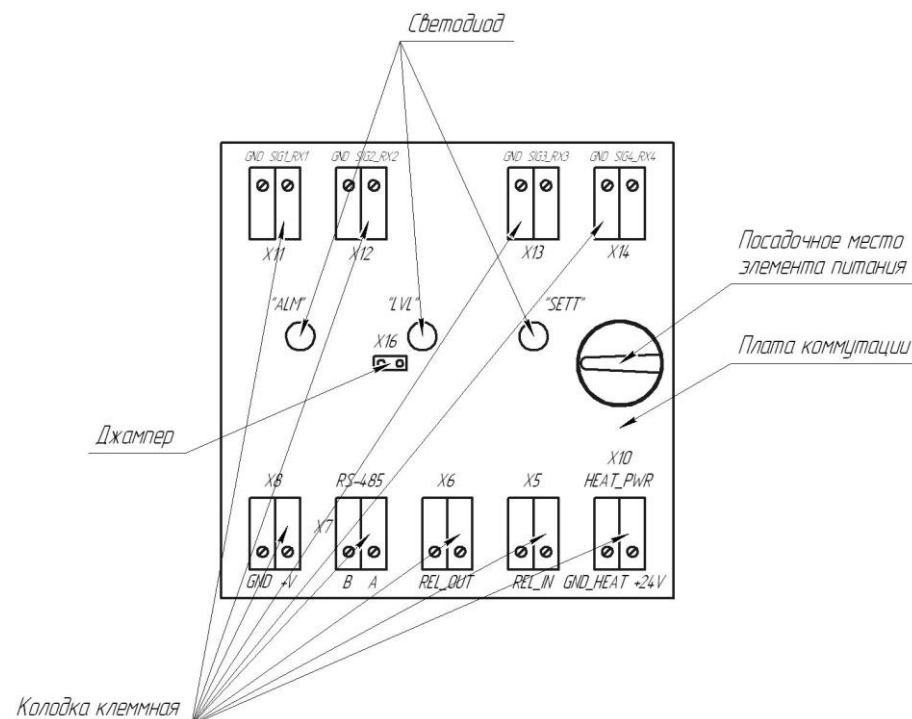 Светодиод
GND SIG1_RX1
GND SIG2_RX2
GND SIG3_RX3
GND SIG4_RX4
X11
X12
X13
X14
Посадочное место
элемента питания
"ALM"
"LVL"
"SETT"
X16
Плата коммутации
Джампер
X10
X8
RS-485
X6
X5
HEAT_PWR
X7
GND +V
B A
REL_OUT
REL_IN
GND_HEAT +24V
Колодка клеммная